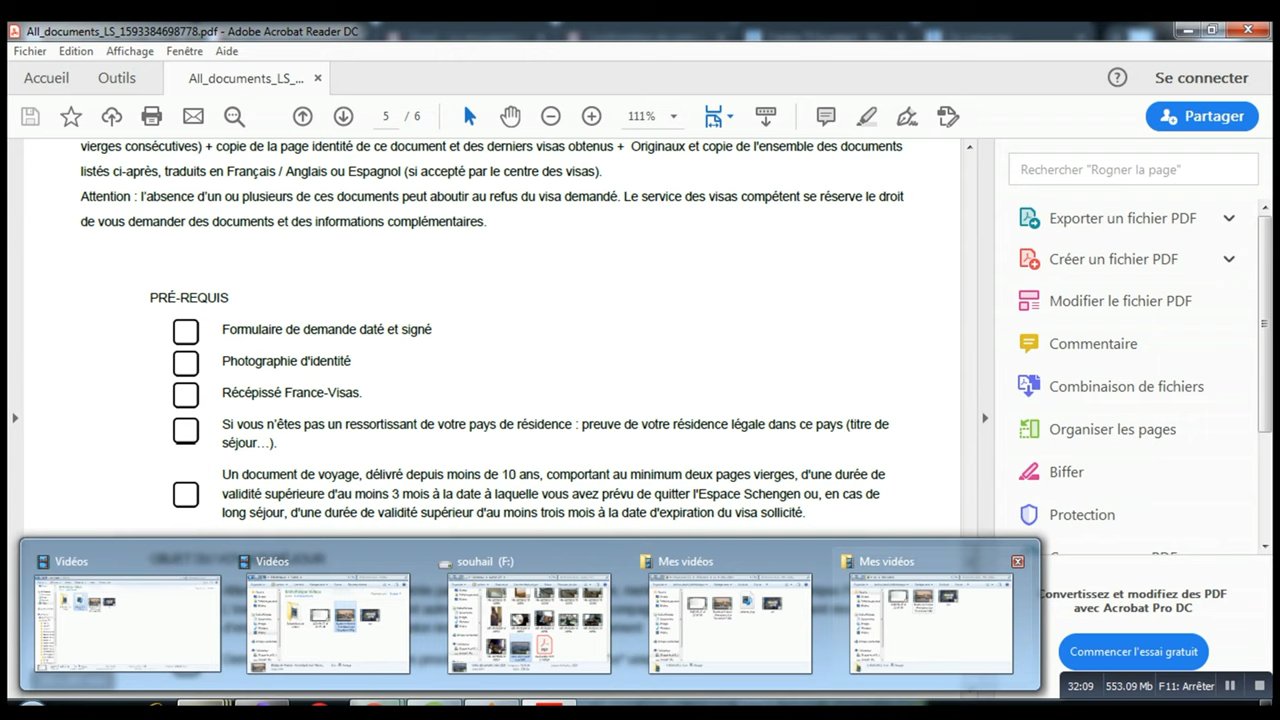 All_documents_LS_1593384698778.pdf - Adobe Acrobat Reader DC
Fichier Edition Affichage Fenêtre Aide
Accueil Outils All_documents_LS_... × ? Se connecter
5 / 6 111% Partager
vierges consécutives) + copie de la page identité de ce document et des derniers visas obtenus + Originaux et copie de l'ensemble des documents
listés ci-après, traduits en Français / Anglais ou Espagnol (si accepté par le centre des visas).
Attention : l'absence d'un ou plusieurs de ces documents peut aboutir au refus du visa demandé. Le service des visas compétent se réserve le droit
de vous demander des documents et des informations complémentaires.
PRÉ-REQUIS
Formulaire de demande daté et signé
Photographie d'identité
Récépissé France-Visas.
Si vous n'êtes pas un ressortissant de votre pays de résidence : preuve de votre résidence légale dans ce pays (titre de
séjour…).
Un document de voyage, délivré depuis moins de 10 ans, comportant au minimum deux pages vierges, d'une durée de
validité supérieure d'au moins 3 mois à la date à laquelle vous avez prévu de quitter l'Espace Schengen ou, en cas de
long séjour, d'une durée de validité supérieur d'au moins trois mois à la date d'expiration du visa sollicité.
Rechercher "Rogner la page"
Exporter un fichier PDF
Créer un fichier PDF
Modifier le fichier PDF
Commentaire
Combinaison de fichiers
Organiser les pages
Biffer
Protection
Convertissez et modifiez des PDF
avec Acrobat Pro DC
Commencer l'essai gratuit
Vidéos
Vidéos
souhail (F:)
Mes vidéos
Mes vidéos
32:09 553.09 Mb F11: Arrêter